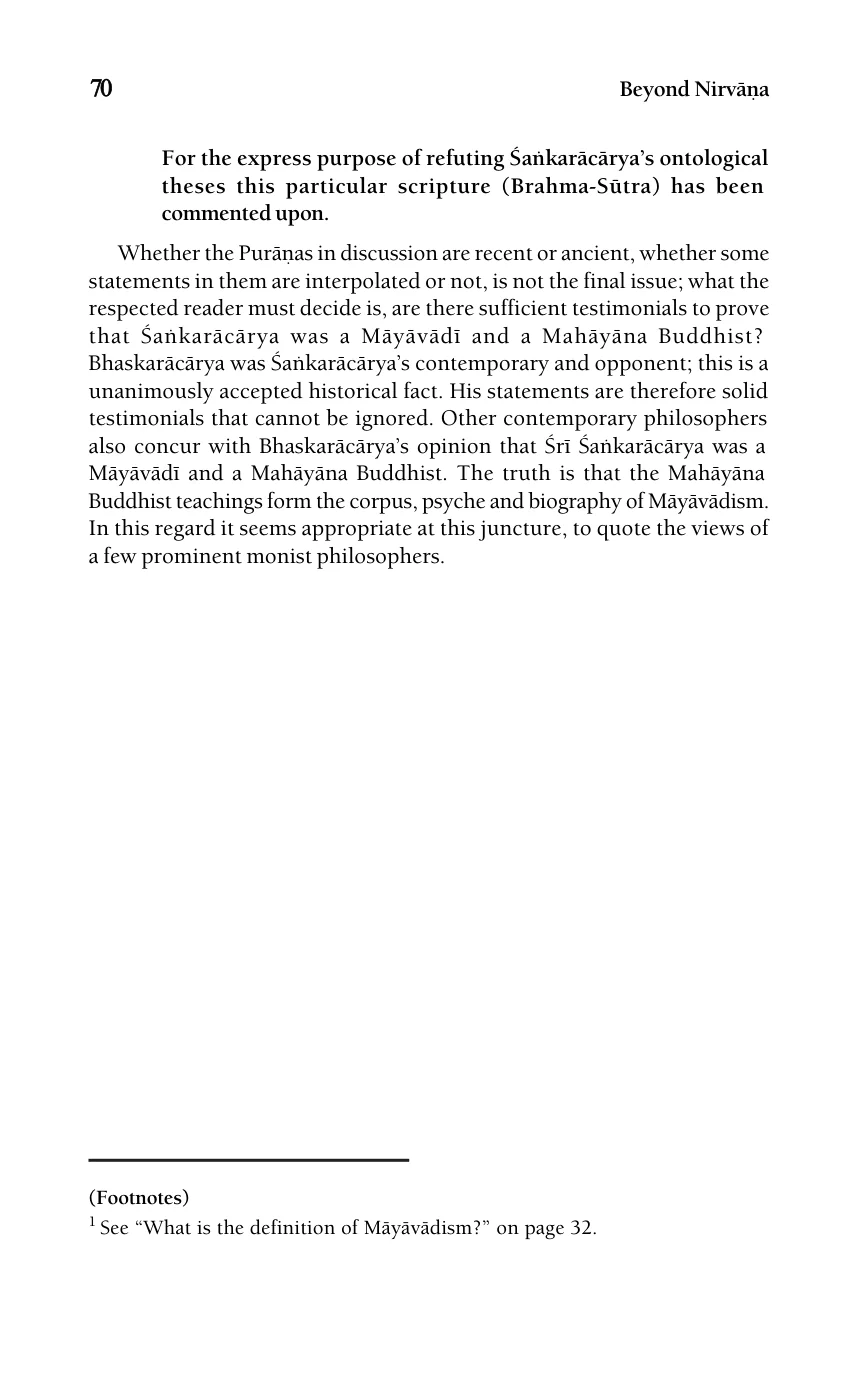 70 Beyond Nirvāṇa
For the express purpose of refuting Śaṅkarācārya’s ontological
theses this particular scripture (Brahma-Sūtra) has been
commented upon.
Whether the Purāṇas in discussion are recent or ancient, whether some
statements in them are interpolated or not, is not the final issue; what the
respected reader must decide is, are there sufficient testimonials to prove
that Śaṅkarācārya was a Māyāvādī and a Mahāyāna Buddhist?
Bhaskarācārya was Śaṅkarācārya’s contemporary and opponent; this is a
unanimously accepted historical fact. His statements are therefore solid
testimonials that cannot be ignored. Other contemporary philosophers
also concur with Bhaskarācārya’s opinion that Śrī Śaṅkarācārya was a
Māyāvādī and a Mahāyāna Buddhist. The truth is that the Mahāyāna
Buddhist teachings form the corpus, psyche and biography of Māyāvādism.
In this regard it seems appropriate at this juncture, to quote the views of
a few prominent monist philosophers.
(Footnotes)
1 See “What is the definition of Māyāvādism?” on page 32.